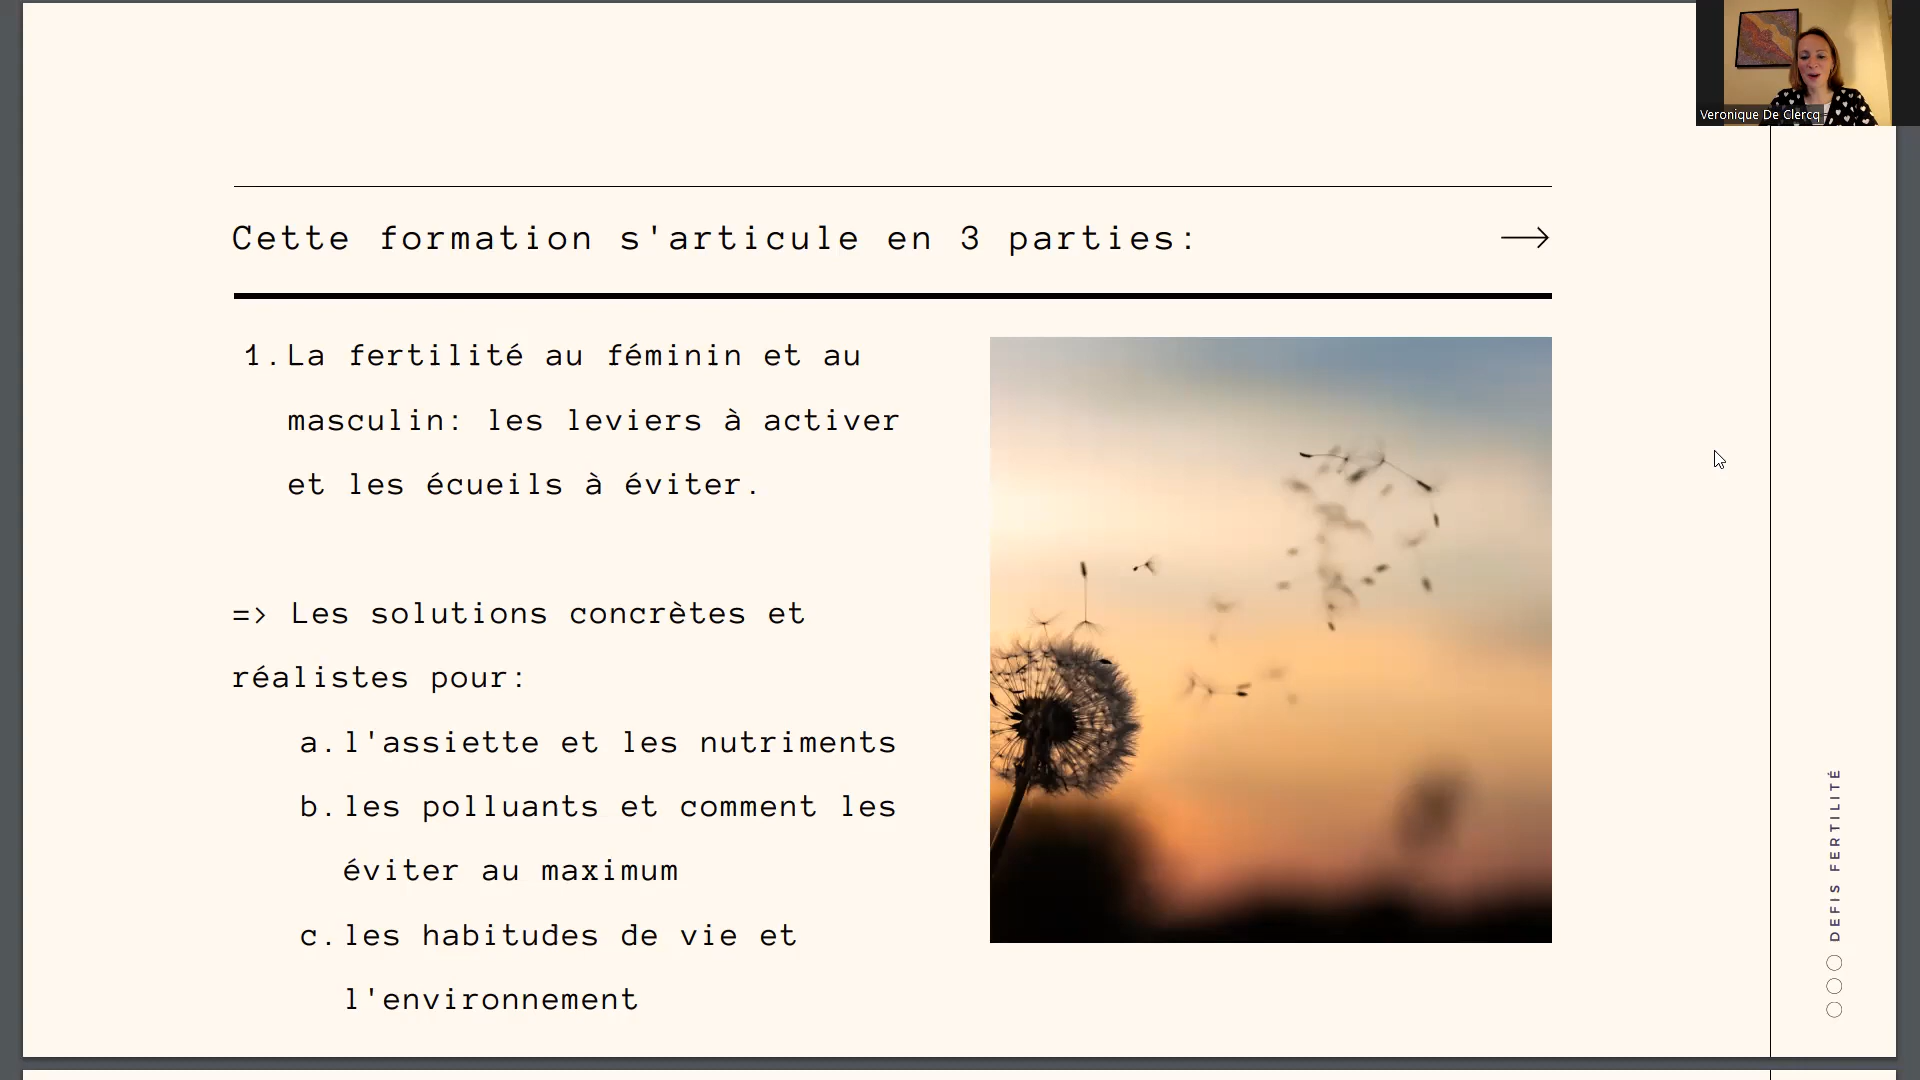 Veronique De Clercq
Cette formation s'articule en 3 parties:
1.La fertilité au féminin et au
masculin: les leviers à activer
et les écueils à éviter.
=> Les solutions concrètes et
réalistes pour:
a.l'assiette et les nutriments
b.les polluants et comment les
éviter au maximum
c.les habitudes de vie et
l'environnement
DEFIS FERTILITÉ